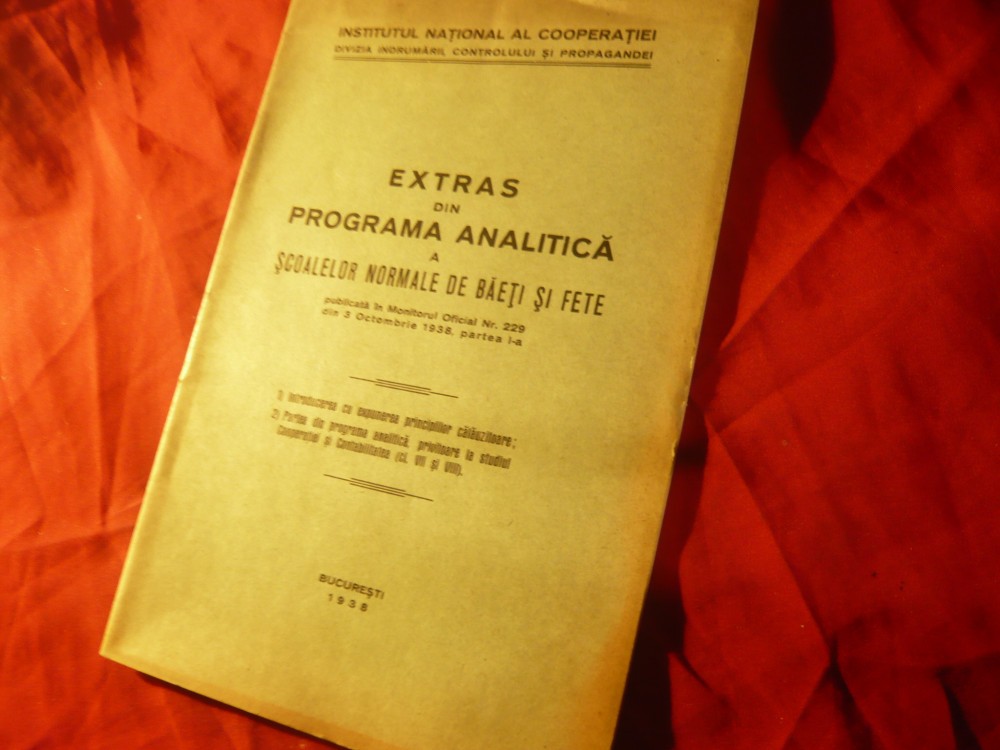 INSTITUTUL NAȚIONAL AL COOPERAȚIEI
DIVIZIA INDRUMĂRII, CONTROLULUI ȘI PROPAGANDEI
EXTRAS
DIN
PROGRAMA ANALITICĂ
A
ȘCOALELOR NORMALE DE BĂEȚI ȘI FETE
publicată în Monitorul Oficial Nr. 229
din 3 Octombrie 1938, partea I-a
1) Introducerea cu expunerea principiilor călăuzitoare;
2) Partea din programa analitică, privitoare la studiul
Cooperației și Contabilitatea (cl. VII și VIII).
BUCUREȘTI
1938